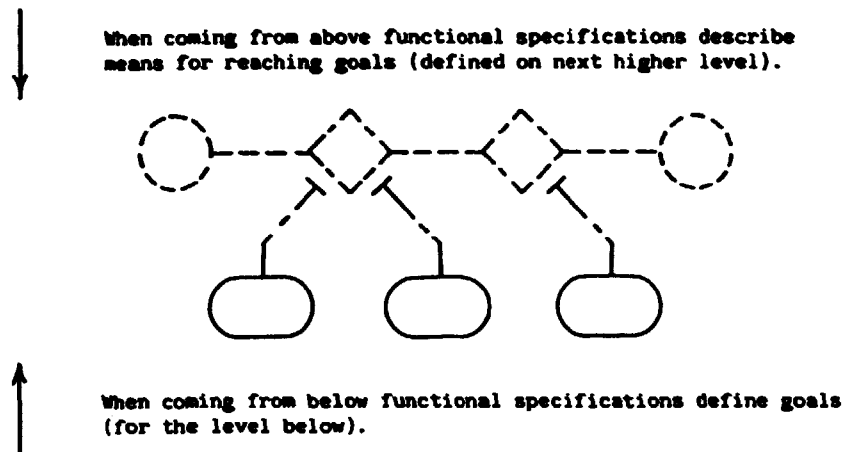 When coming from above functional specifications describe
means for reaching goals (defined on next higher level).
When coming from below functional specifications define goals
(for the level below).